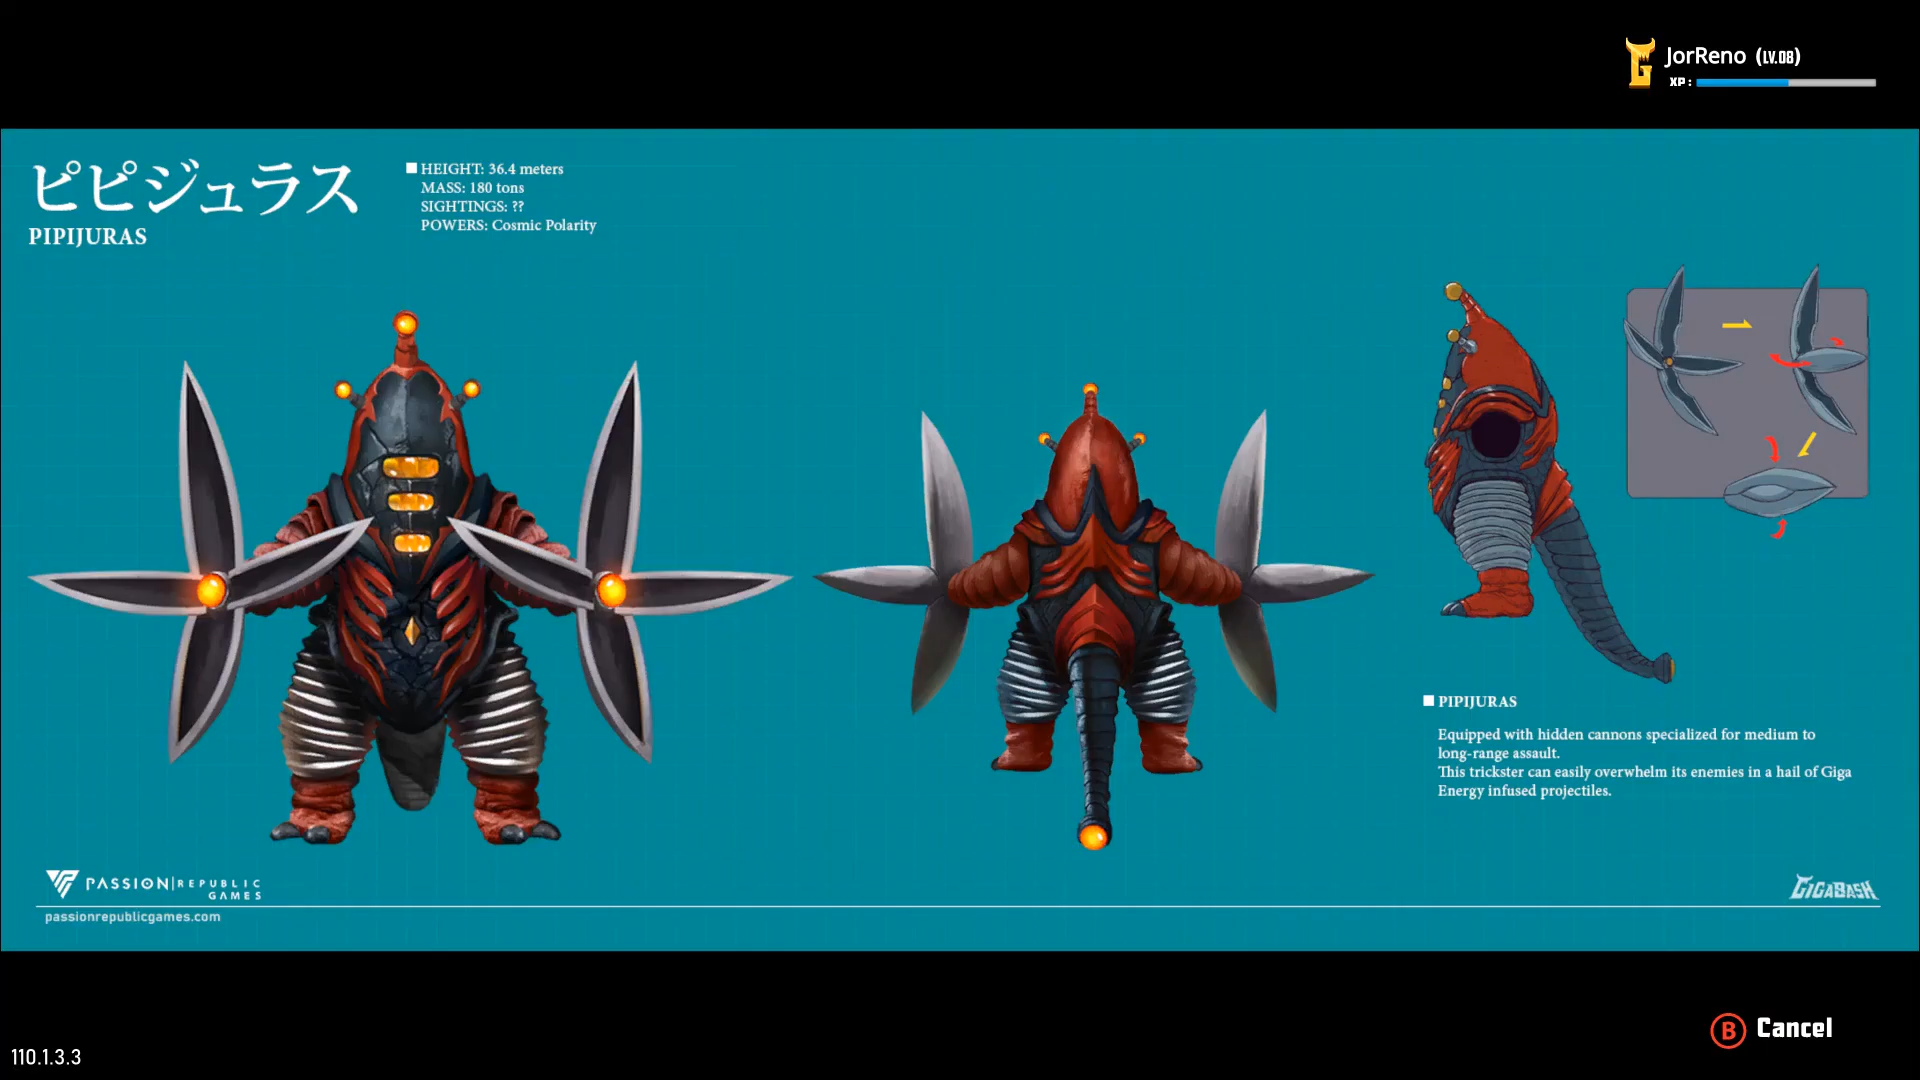 JorReno (LV.08)
XP :
ピピジュラス
PIPIJURAS
HEIGHT: 36.4 meters
MASS: 180 tons
SIGHTINGS: ??
POWERS: Cosmic Polarity
PIPIJURAS
Equipped with hidden cannons specialized for medium to
long-range assault.
This trickster can easily overwhelm its enemies in a hail of Giga
Energy infused projectiles.
PASSION REPUBLIC
GAMES
passionrepublicgames.com
GIGABASH
B Cancel
110.1.3.3